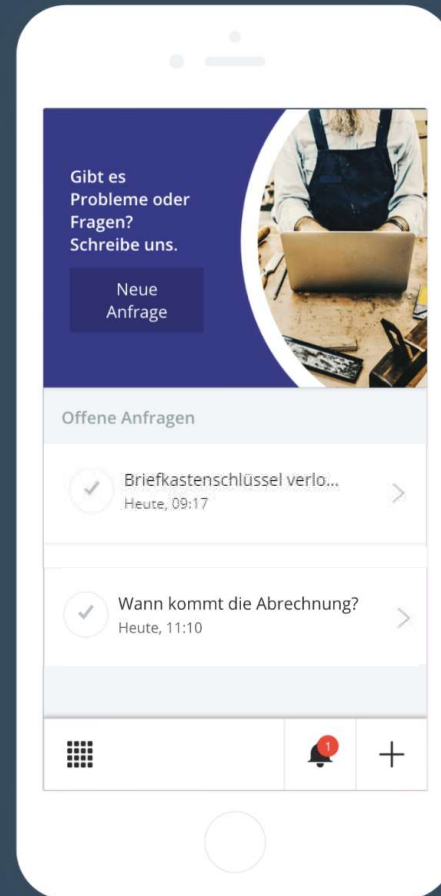 Gibt es
Probleme oder
Fragen?
Schreibe uns.
Neue
Anfrage
Offene Anfragen
Briefkastenschlüssel verlo...
Heute, 09:17
Wann kommt die Abrechnung?
Heute, 11:10
1